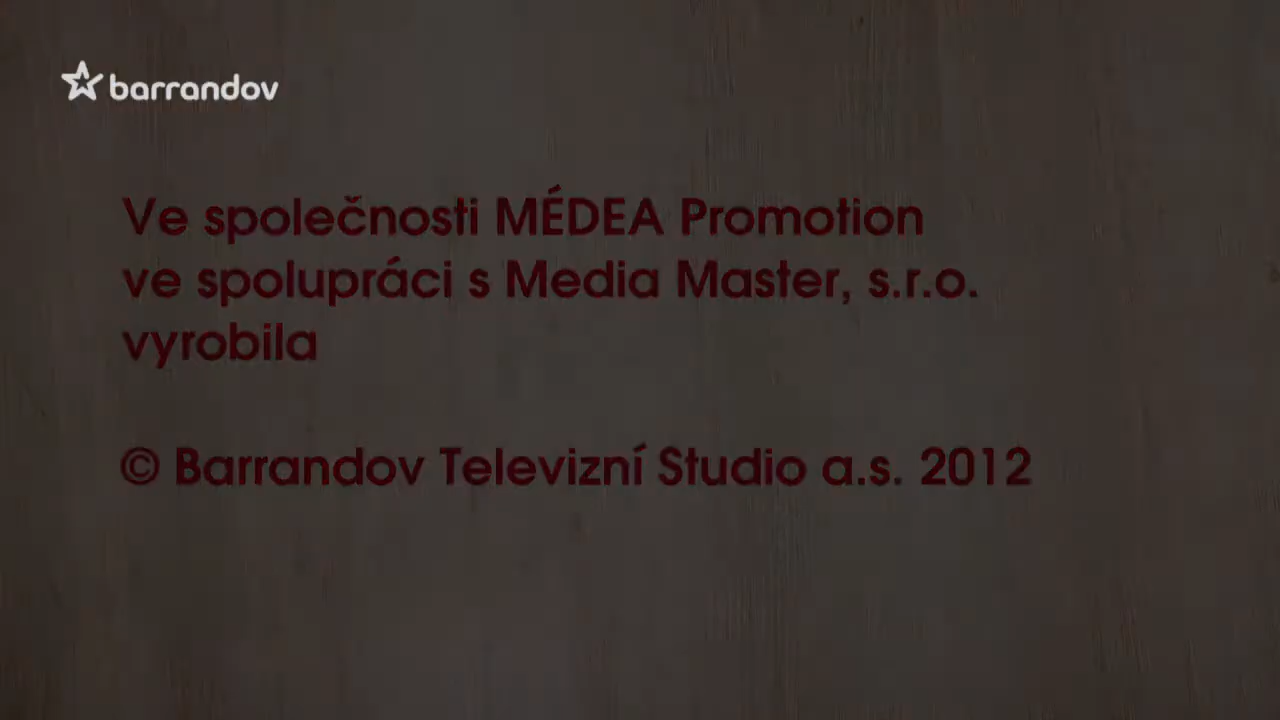 barrandov
Ve společnosti MÉDEA Promotion
ve spolupráci s Media Master, s.r.o.
vyrobila
© Barrandov Televizní Studio a.s. 2012